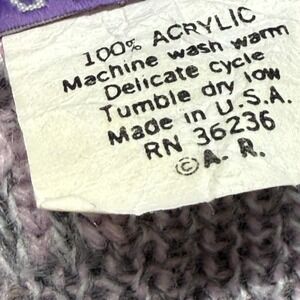 100% ACRYLIC
Machine wash warm
Delicate cycle
Tumble dry low
Made in U.S.A.
RN 36236
©A. R.